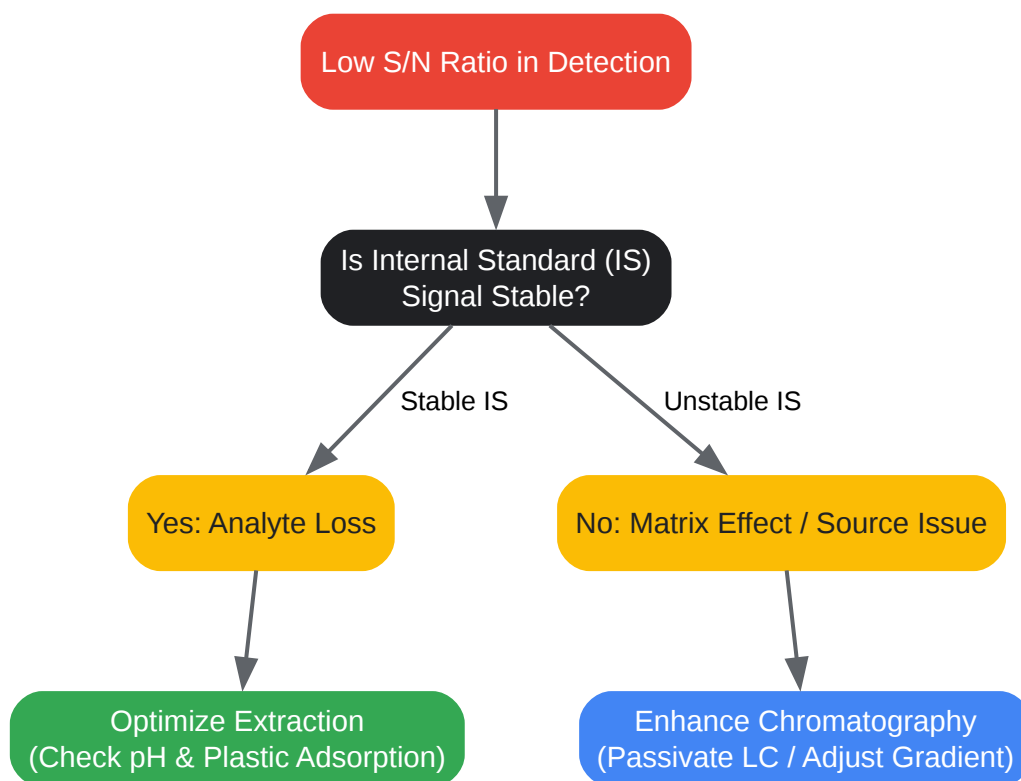 Low S/N Ratio in Detection
Is Internal Standard (IS)
Signal Stable?
Stable IS
Unstable IS
Yes: Analyte Loss
No: Matrix Effect / Source Issue
Optimize Extraction
(Check pH & Plastic Adsorption)
Enhance Chromatography
(Passivate LC / Adjust Gradient)